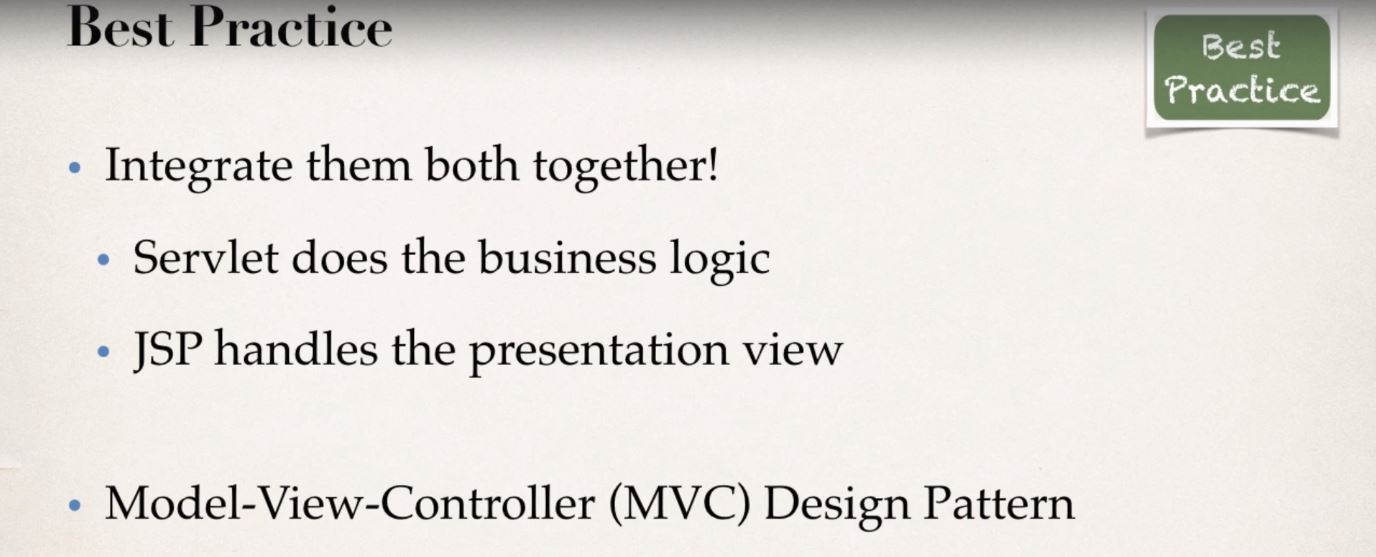 Best Practice
Best
Practice
• Integrate them both together!
• Servlet does the business logic
• JSP handles the presentation view
• Model-View-Controller (MVC) Design Pattern